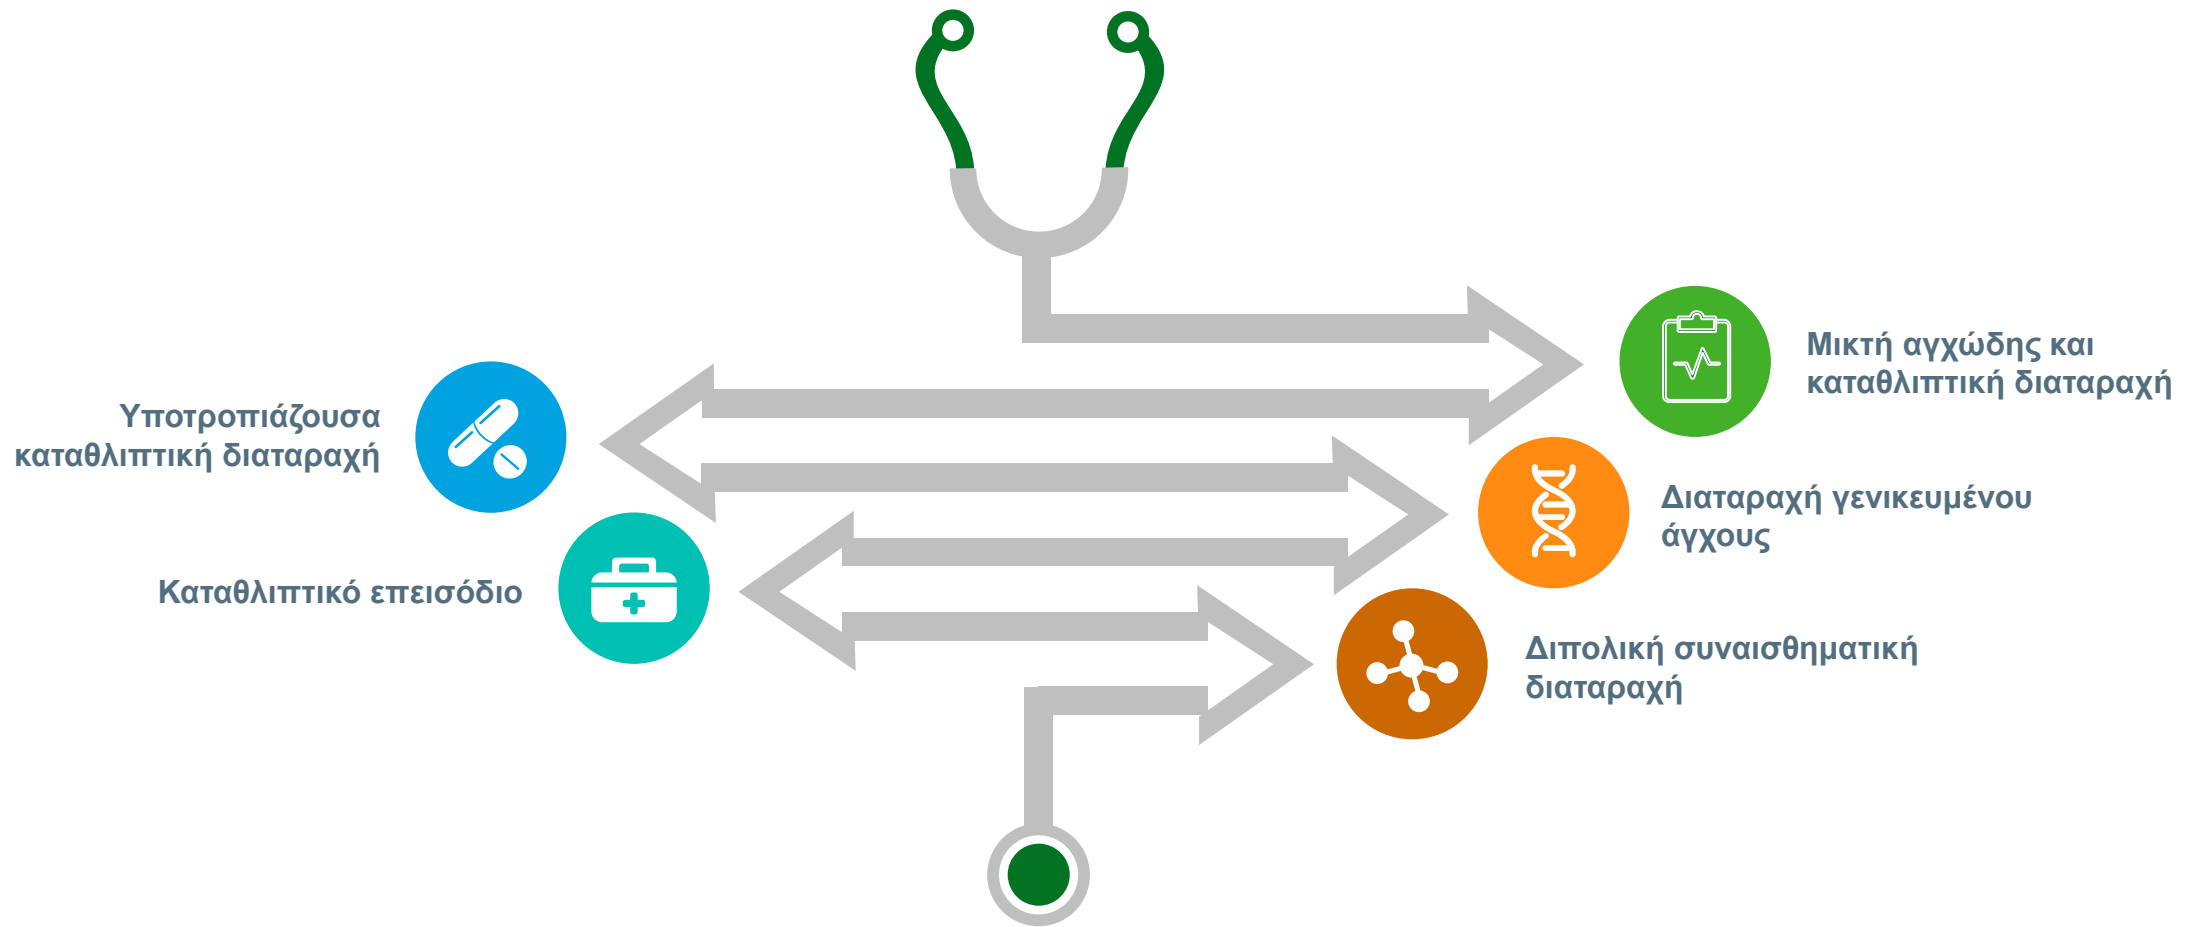 Μικτή αγχώδης και
καταθλιπτική διαταραχή
Υποτροπιάζουσα
καταθλιπτική διαταραχή
Διαταραχή γενικευμένου
άγχους
Καταθλιπτικό επεισόδιο
Διπολική συναισθηματική
διαταραχή